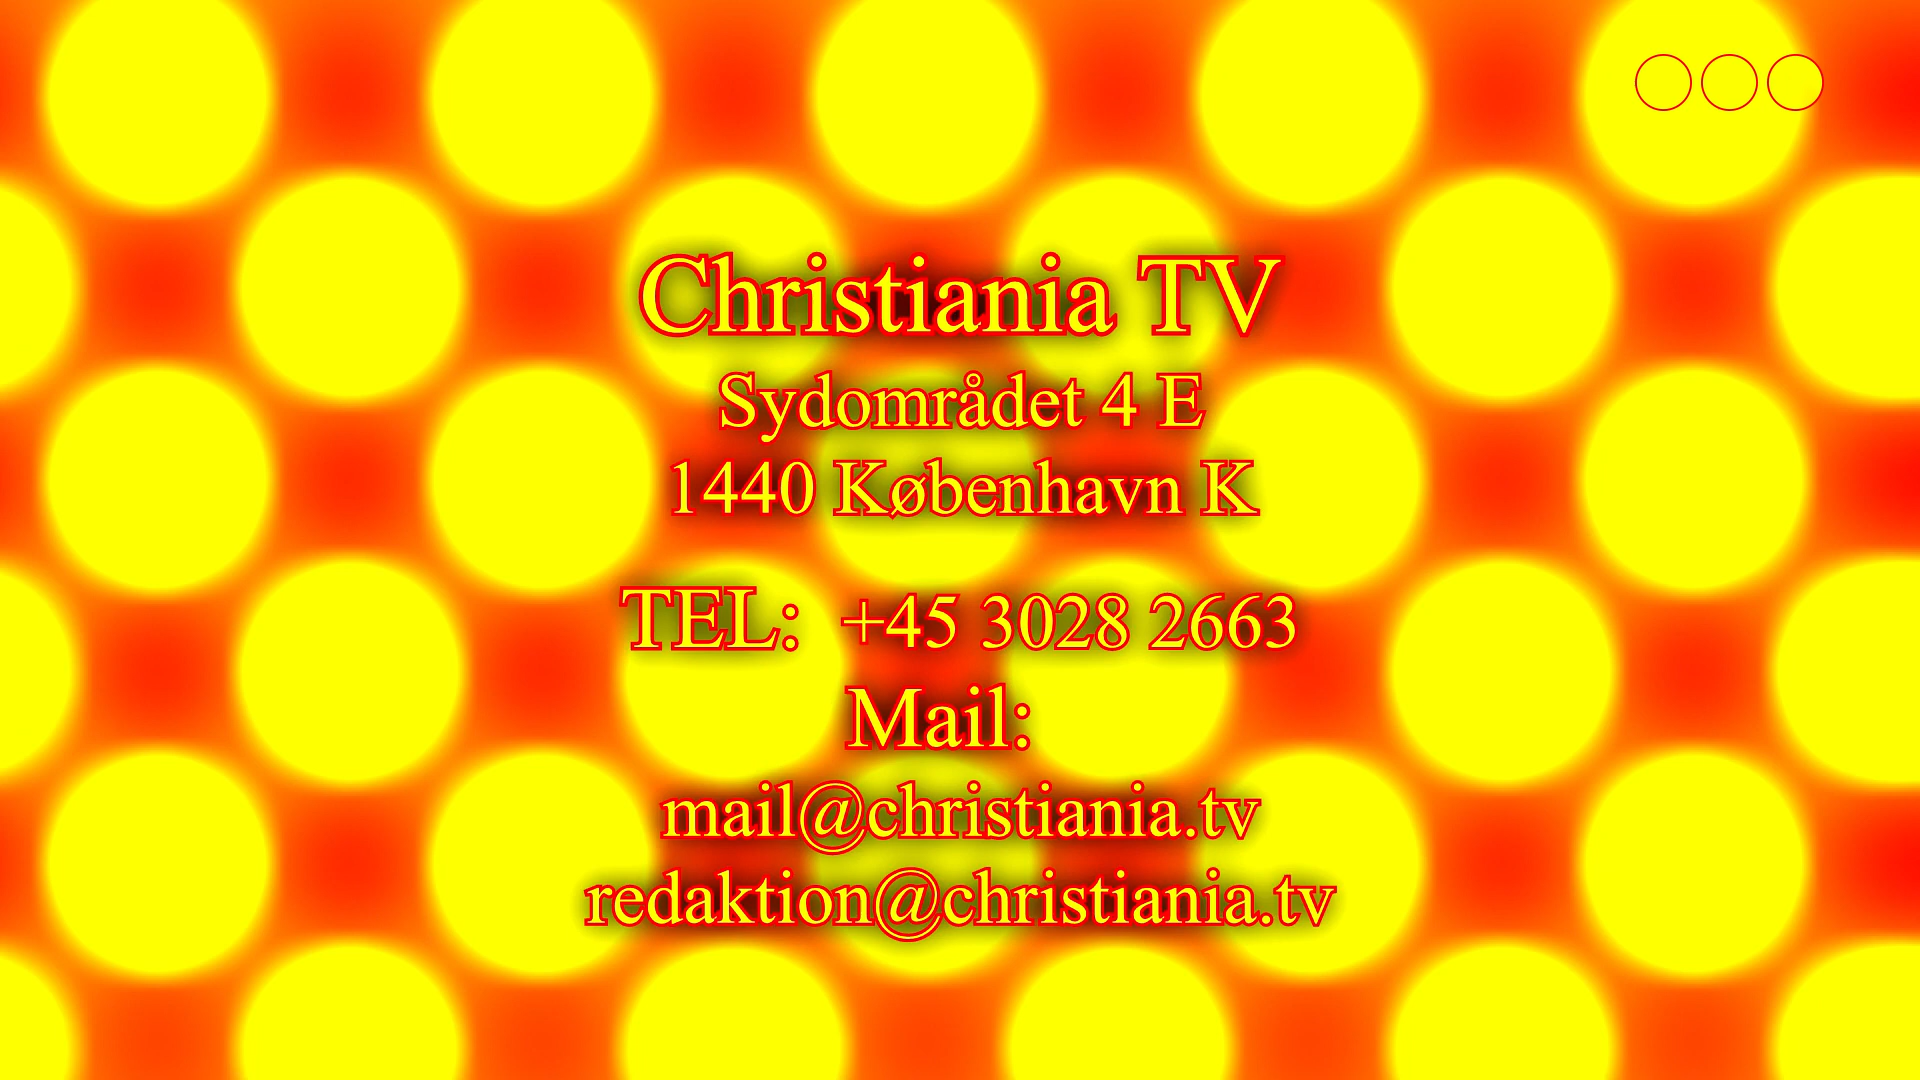 Christiania TV
Sydområdet 4 E
1440 København K
TEL: +45 3028 2663
Mail:
mail@christiania.tv
redaktion@christiania.tv